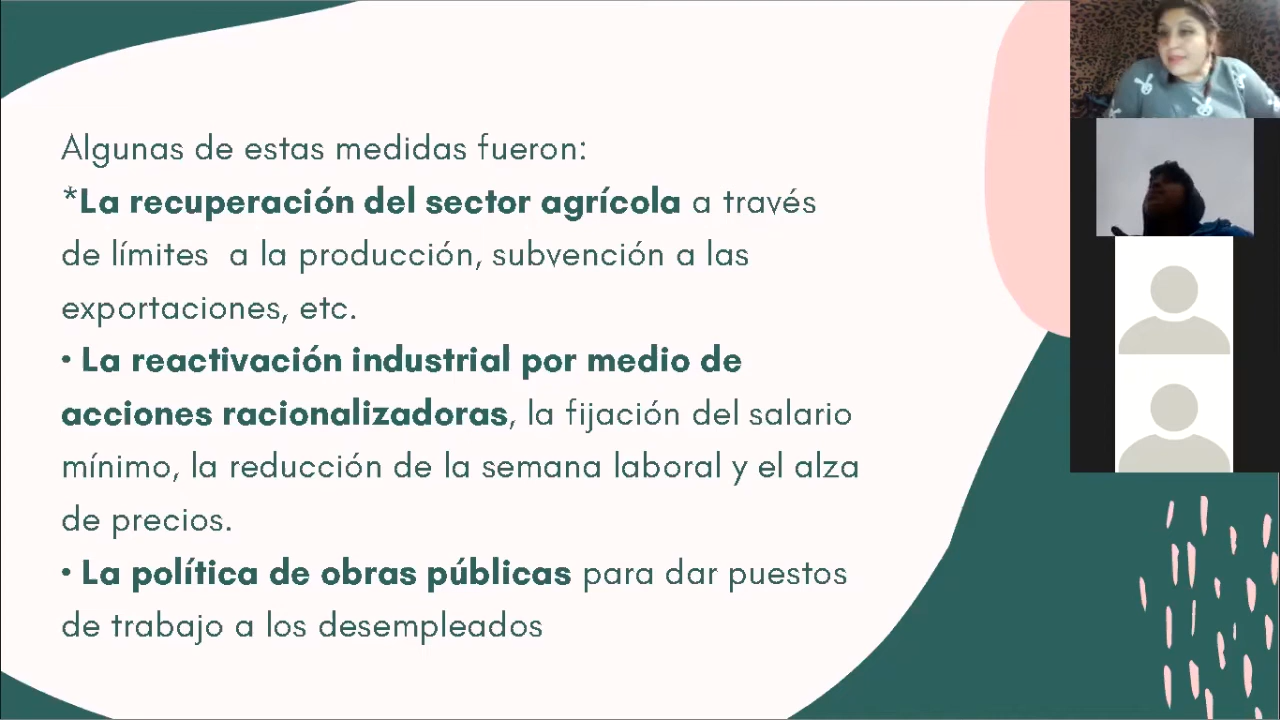 Algunas de estas medidas fueron:
*La recuperación del sector agrícola a través
de límites  a la producción, subvención a las
exportaciones, etc.
• La reactivación industrial por medio de
acciones racionalizadoras, la fijación del salario
mínimo, la reducción de la semana laboral y el alza
de precios.
• La política de obras públicas para dar puestos
de trabajo a los desempleados